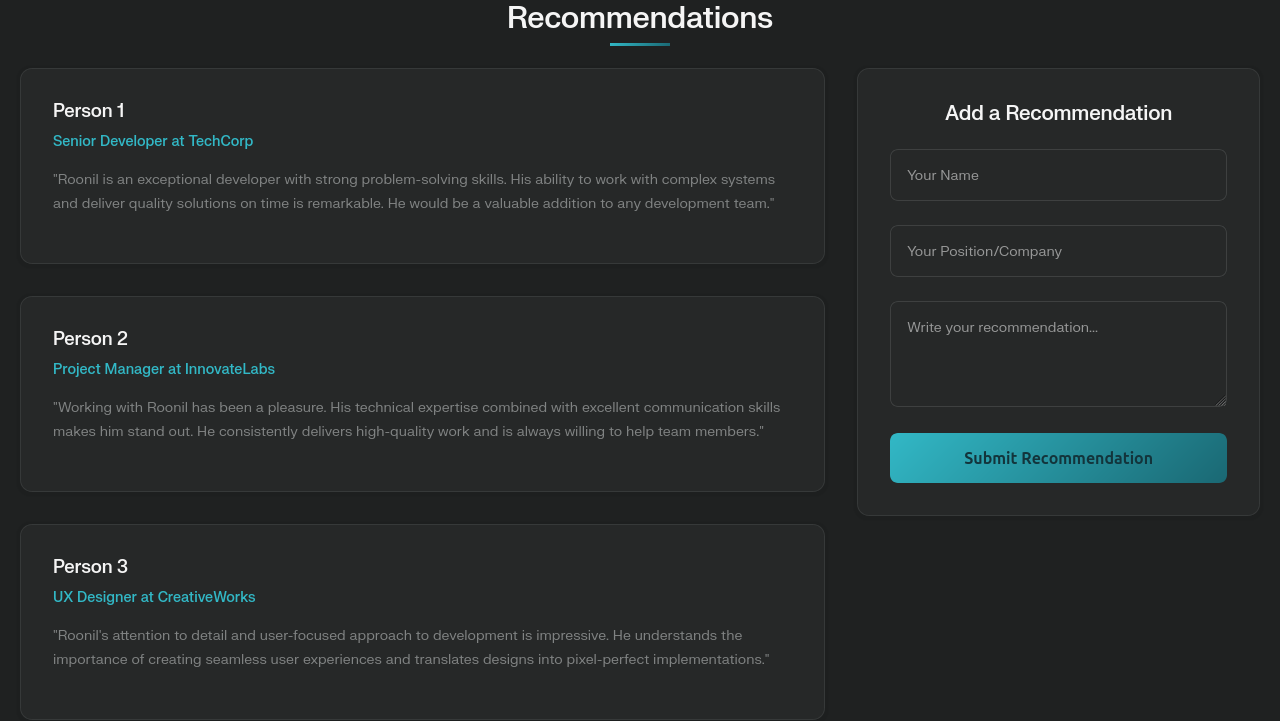 Recommendations
Person 1
Senior Developer at TechCorp
"Roonil is an exceptional developer with strong problem-solving skills. His ability to work with complex systems
and deliver quality solutions on time is remarkable. He would be a valuable addition to any development team."
Person 2
Project Manager at InnovateLabs
"Working with Roonil has been a pleasure. His technical expertise combined with excellent communication skills
makes him stand out. He consistently delivers high-quality work and is always willing to help team members."
Person 3
UX Designer at CreativeWorks
"Roonil's attention to detail and user-focused approach to development is impressive. He understands the
importance of creating seamless user experiences and translates designs into pixel-perfect implementations."
Add a Recommendation
Your Name
Your Position/Company
Write your recommendation...
Submit Recommendation